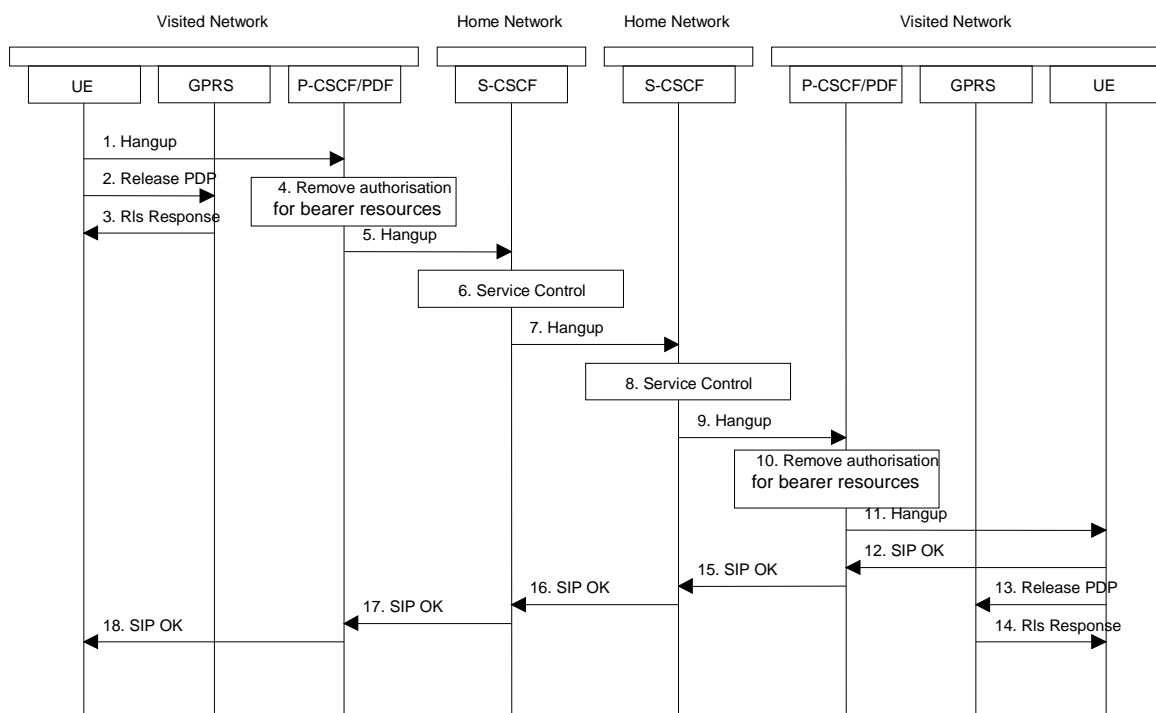 Visited Network
Home Network
Home Network
Visited Network
UE
GPRS
P-CSCF/PDF
S-CSCF
S-CSCF
P-CSCF/PDF
GPRS
UE
1. Hangup
2. Release PDP
4. Remove authorisation
for bearer resources
3. Rls Response
5. Hangup
6. Service Control
7. Hangup
8. Service Control
9. Hangup
10. Remove authorisation
for bearer resources
11. Hangup
12. SIP OK
15. SIP OK
16. SIP OK
13. Release PDP
17. SIP OK
18. SIP OK
14. Rls Response